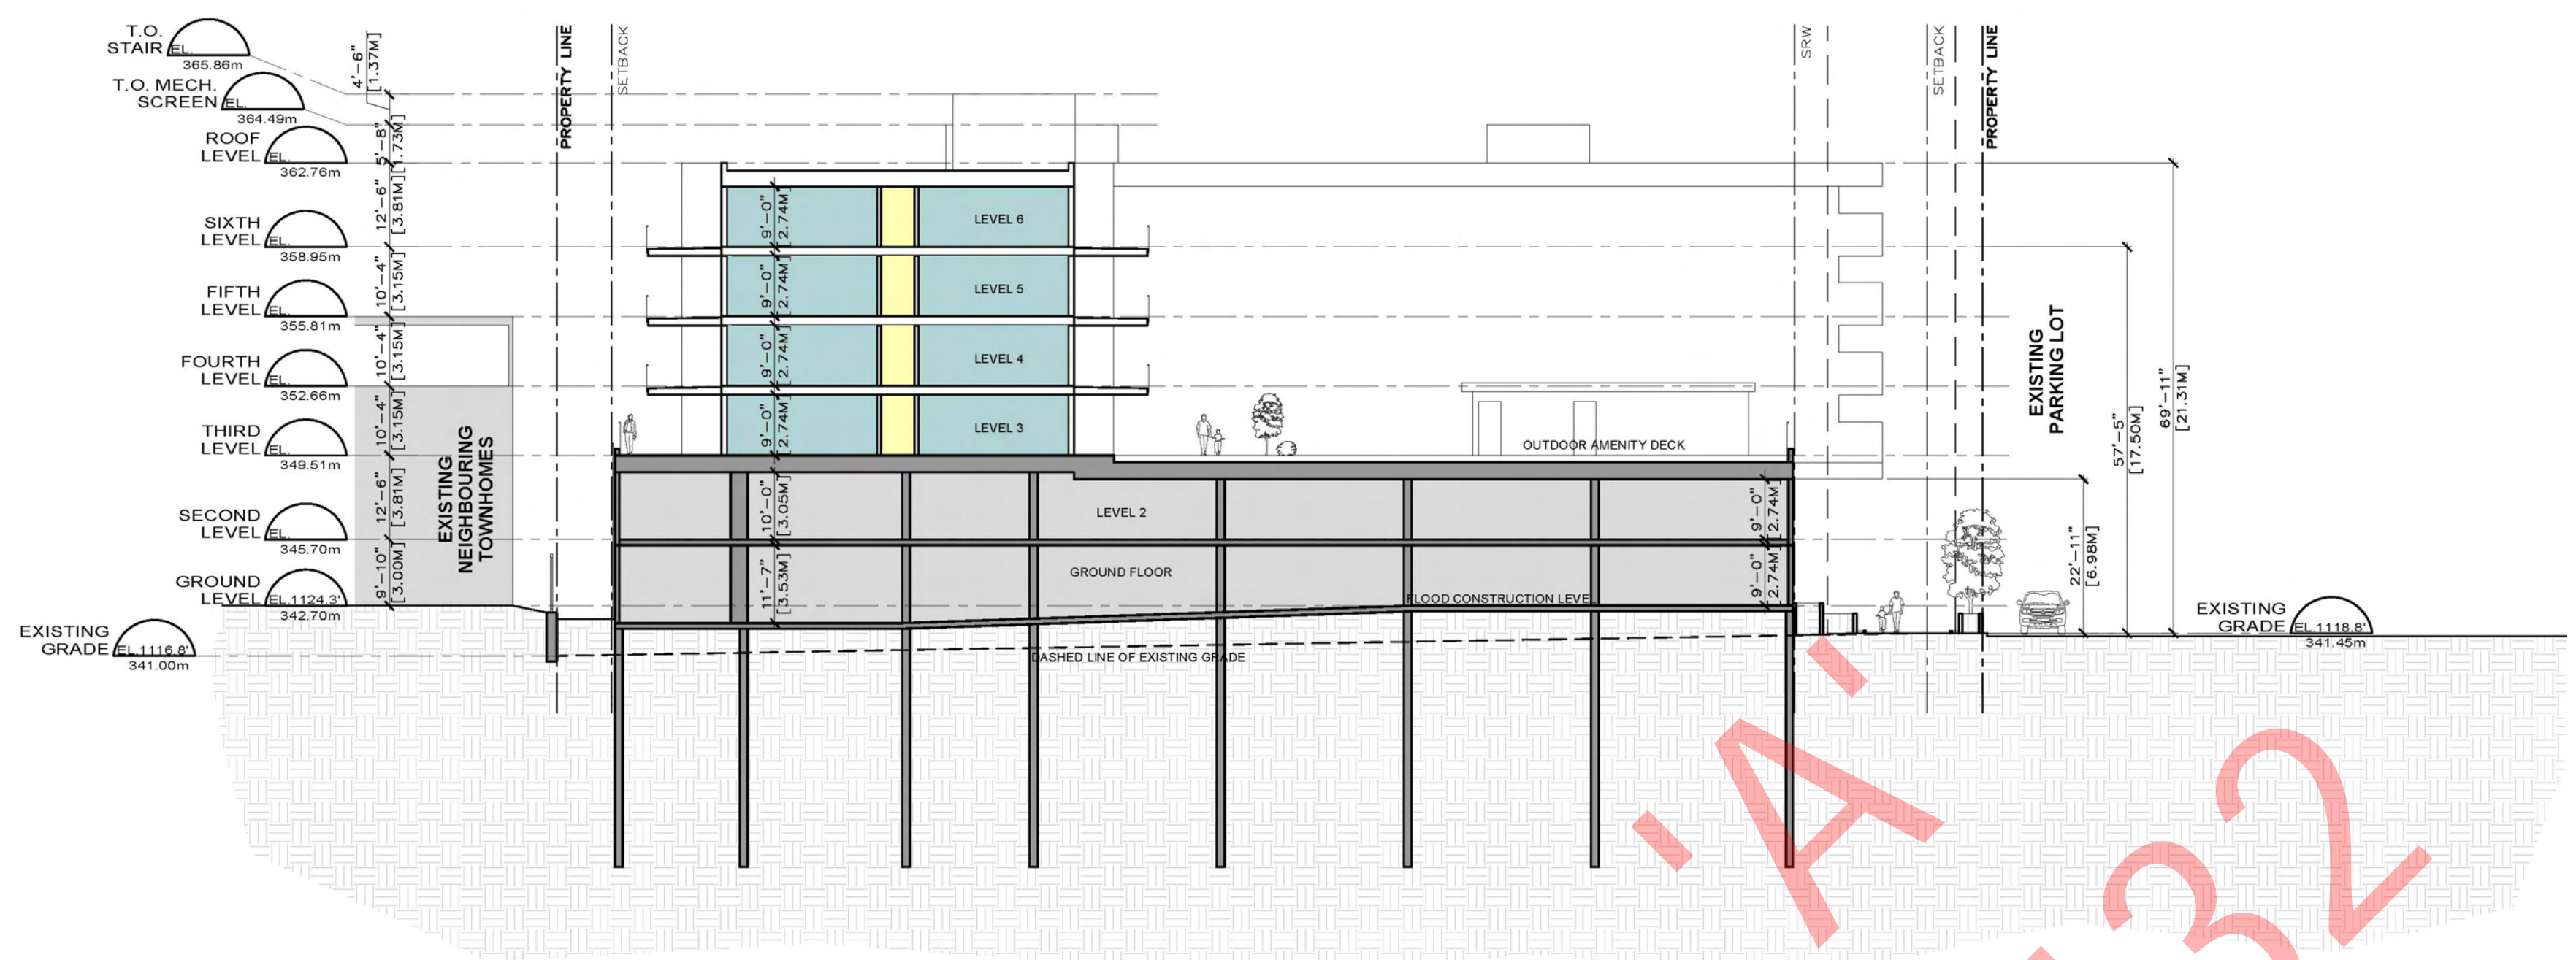 T.O.
STAIR EL.
365.86m
T.O. MECH.
SCREEN EL.
364.49m
ROOF
LEVEL EL.
362.76m
SIXTH
LEVEL EL.
358.95m
FIFTH
LEVEL EL.
355.81m
FOURTH
LEVEL EL.
352.66m
THIRD
LEVEL EL.
349.51m
SECOND
LEVEL EL.
345.70m
GROUND
LEVEL EL.1124.3'
342.70m
EXISTING
GRADE EL.1116.8'
341.00m
4'-6"
[1.37M]
5'-8"
[1.73M]
12'-6"
[3.81M]
10'-4"
[3.15M]
10'-4"
[3.15M]
10'-4"
[3.15M]
12'-6"
[3.81M]
9'-10"
[3.00M]
EXISTING
NEIGHBOURING
TOWNHOMES
PROPERTY LINE
SETBACK
9'-0"
[2.74M]
LEVEL 6
9'-0"
[2.74M]
LEVEL 5
9'-0"
[2.74M]
LEVEL 4
9'-0"
[2.74M]
LEVEL 3
OUTDOOR AMENITY DECK
10'-0"
[3.05M]
LEVEL 2
9'-0"
[2.74M]
11'-7"
[3.53M]
GROUND FLOOR
9'-0"
[2.74M]
FLOOD CONSTRUCTION LEVEL
DASHED LINE OF EXISTING GRADE
SRW
SETBACK
PROPERTY LINE
EXISTING
PARKING LOT
22'-11"
[6.98M]
57'-5"
[17.50M]
69'-11"
[21.31M]
EXISTING
GRADE EL.1118.8'
341.45m
'A'
32